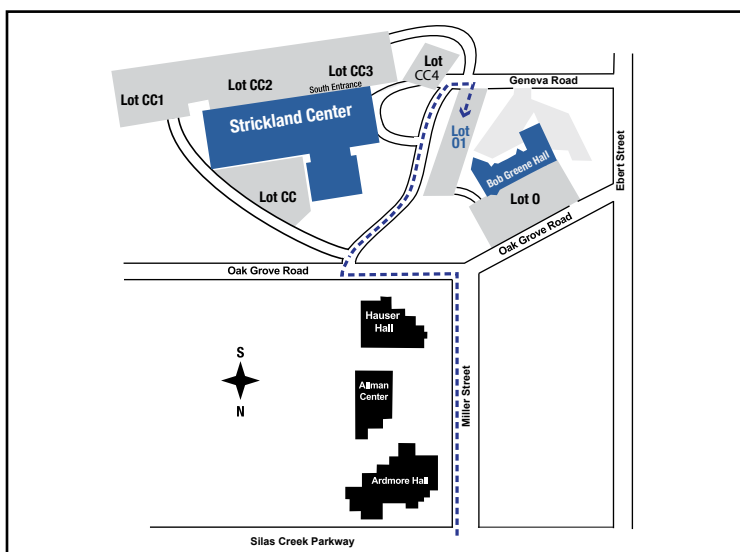 Lot
CC4
Lot CC3
Geneva Road
Lot CC2
Lot CC1
South Entrance
Strickland Center
Lot
O1
Bob Greene Hall
Ebert Street
Lot CC
Lot O
Oak Grove Road
Oak Grove Road
Hauser
Hall
S
N
Allman
Center
Miller Street
Ardmore Hall
Silas Creek Parkway